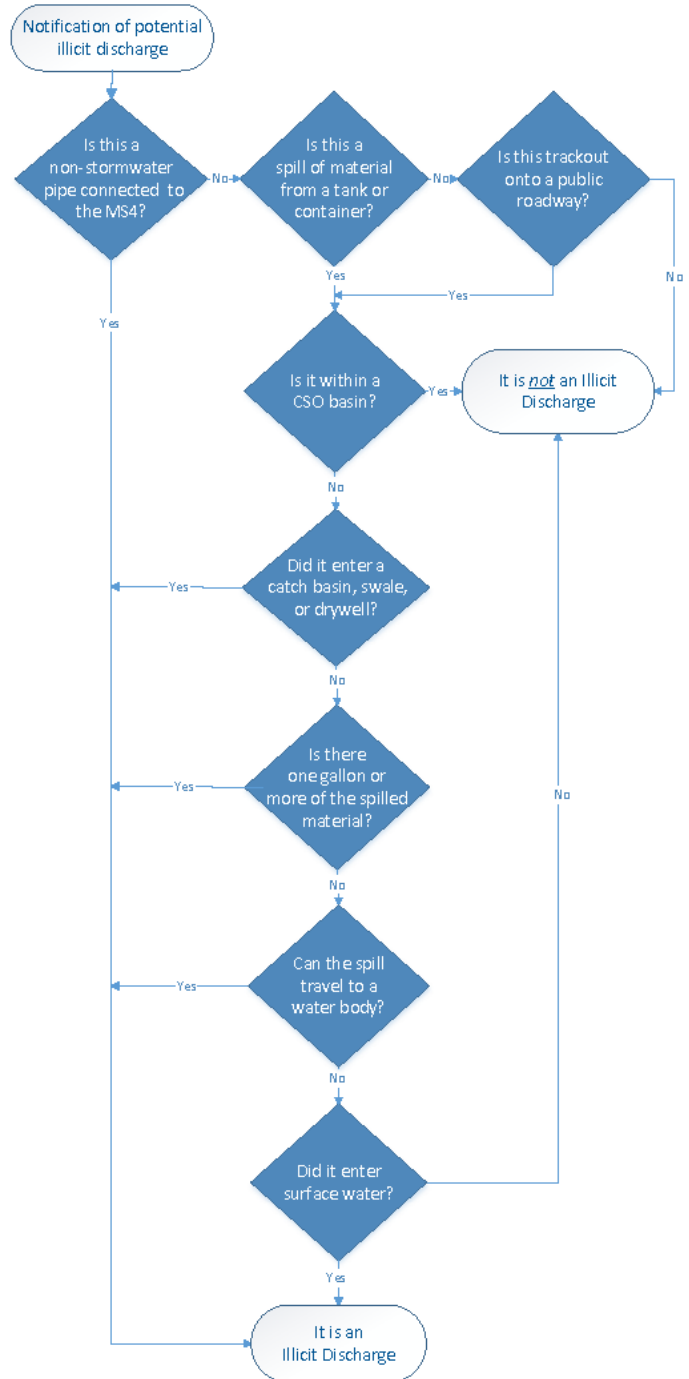 Notification of potential
illicit discharge
Is this a
non-stormwater
pipe connected to
the MS4?
No
Is this a
spill of material
from a tank or
container?
No
Is this trackout
onto a public
roadway?
No
Yes
Yes
Yes
Is it within a
CSO basin?
Yes
It is not an Illicit
Discharge
No
Did it enter a
catch basin, swale,
or drywell?
Yes
No
Is there
one gallon or
more of the spilled
material?
Yes
No
No
Can the spill
travel to a
water body?
Yes
No
Did it enter
surface water?
Yes
It is an
Illicit Discharge